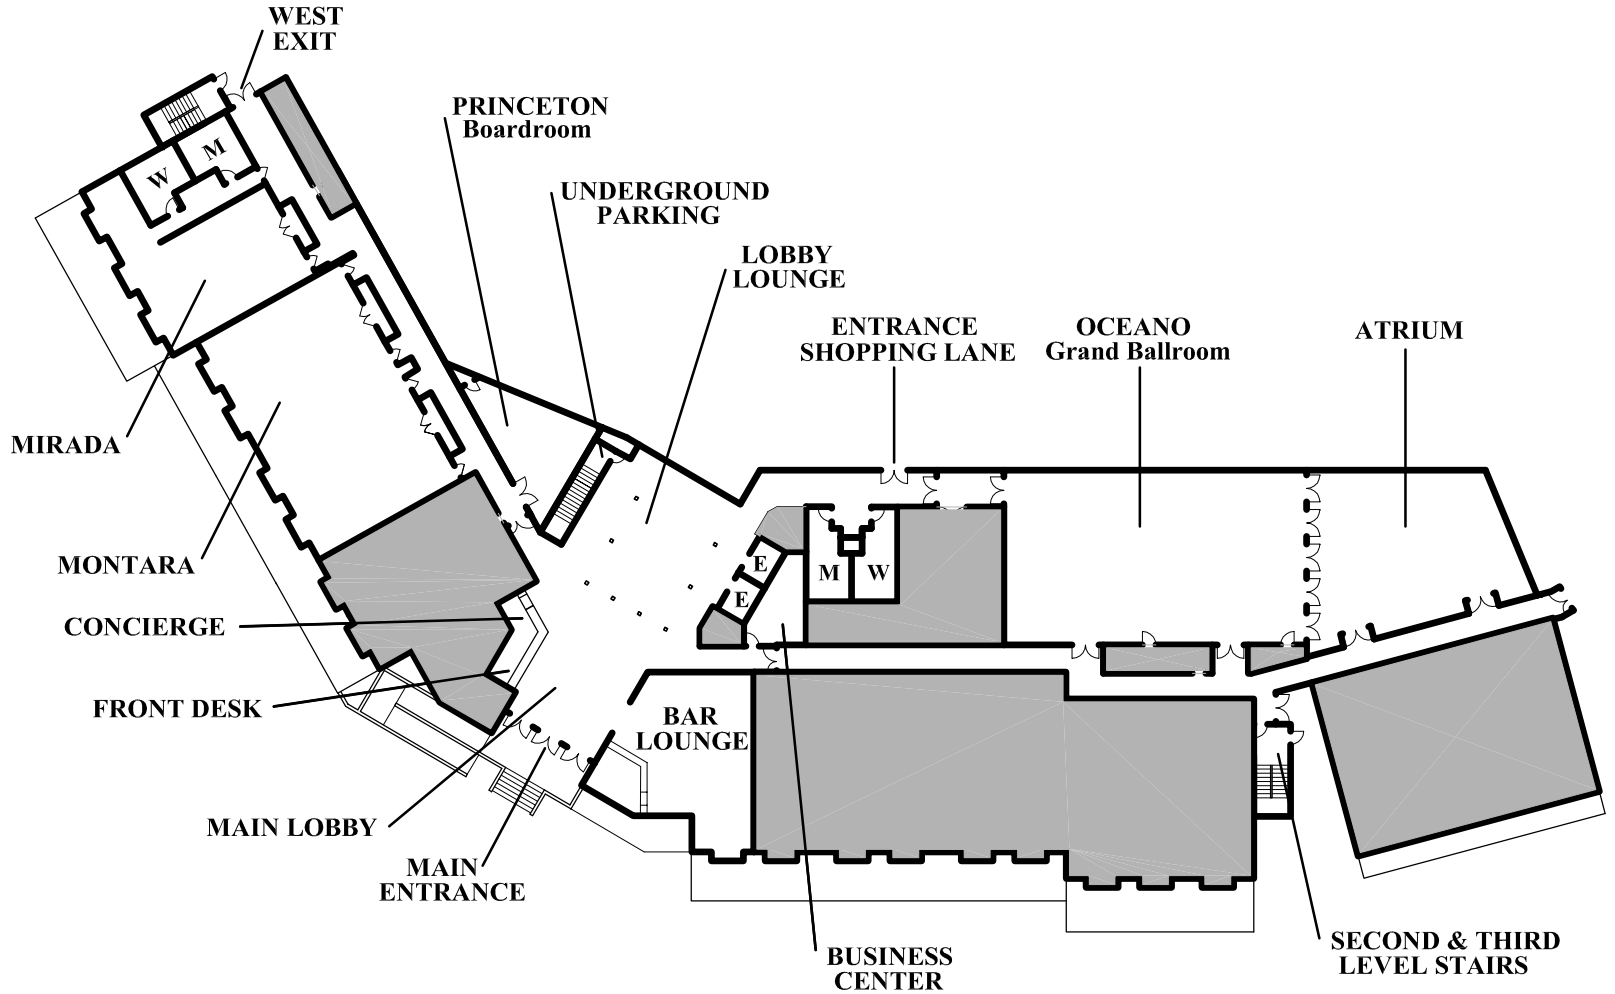 WEST
EXIT
PRINCETON
Boardroom
UNDERGROUND
PARKING
LOBBY
LOUNGE
ENTRANCE
SHOPPING LANE
OCEANO
Grand Ballroom
ATRIUM
M
W
MIRADA
MONTARA
CONCIERGE
FRONT DESK
E
E
M
W
BAR
LOUNGE
MAIN LOBBY
MAIN
ENTRANCE
BUSINESS
CENTER
SECOND & THIRD
LEVEL STAIRS